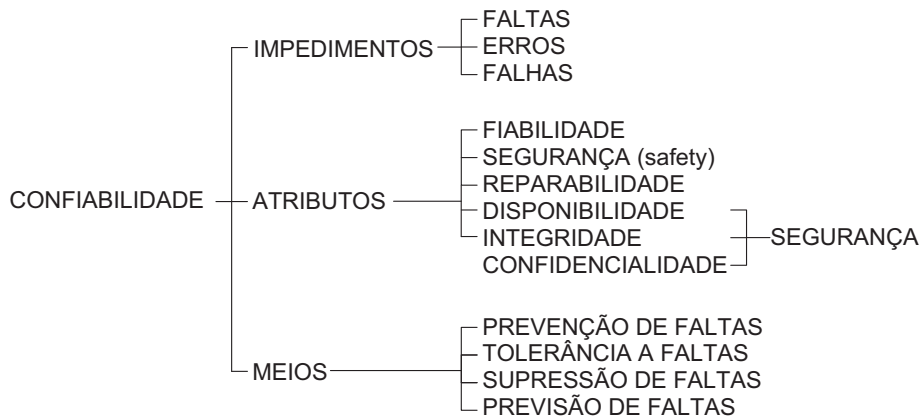 FALTAS
IMPEDIMENTOS
ERROS
FALHAS
FIABILIDADE
SEGURANÇA (safety)
REPARABILIDADE
CONFIABILIDADE
ATRIBUTOS
DISPONIBILIDADE
INTEGRIDADE
SEGURANÇA
CONFIDENCIALIDADE
PREVENÇÃO DE FALTAS
TOLERÂNCIA A FALTAS
MEIOS
SUPRESSÃO DE FALTAS
PREVISÃO DE FALTAS